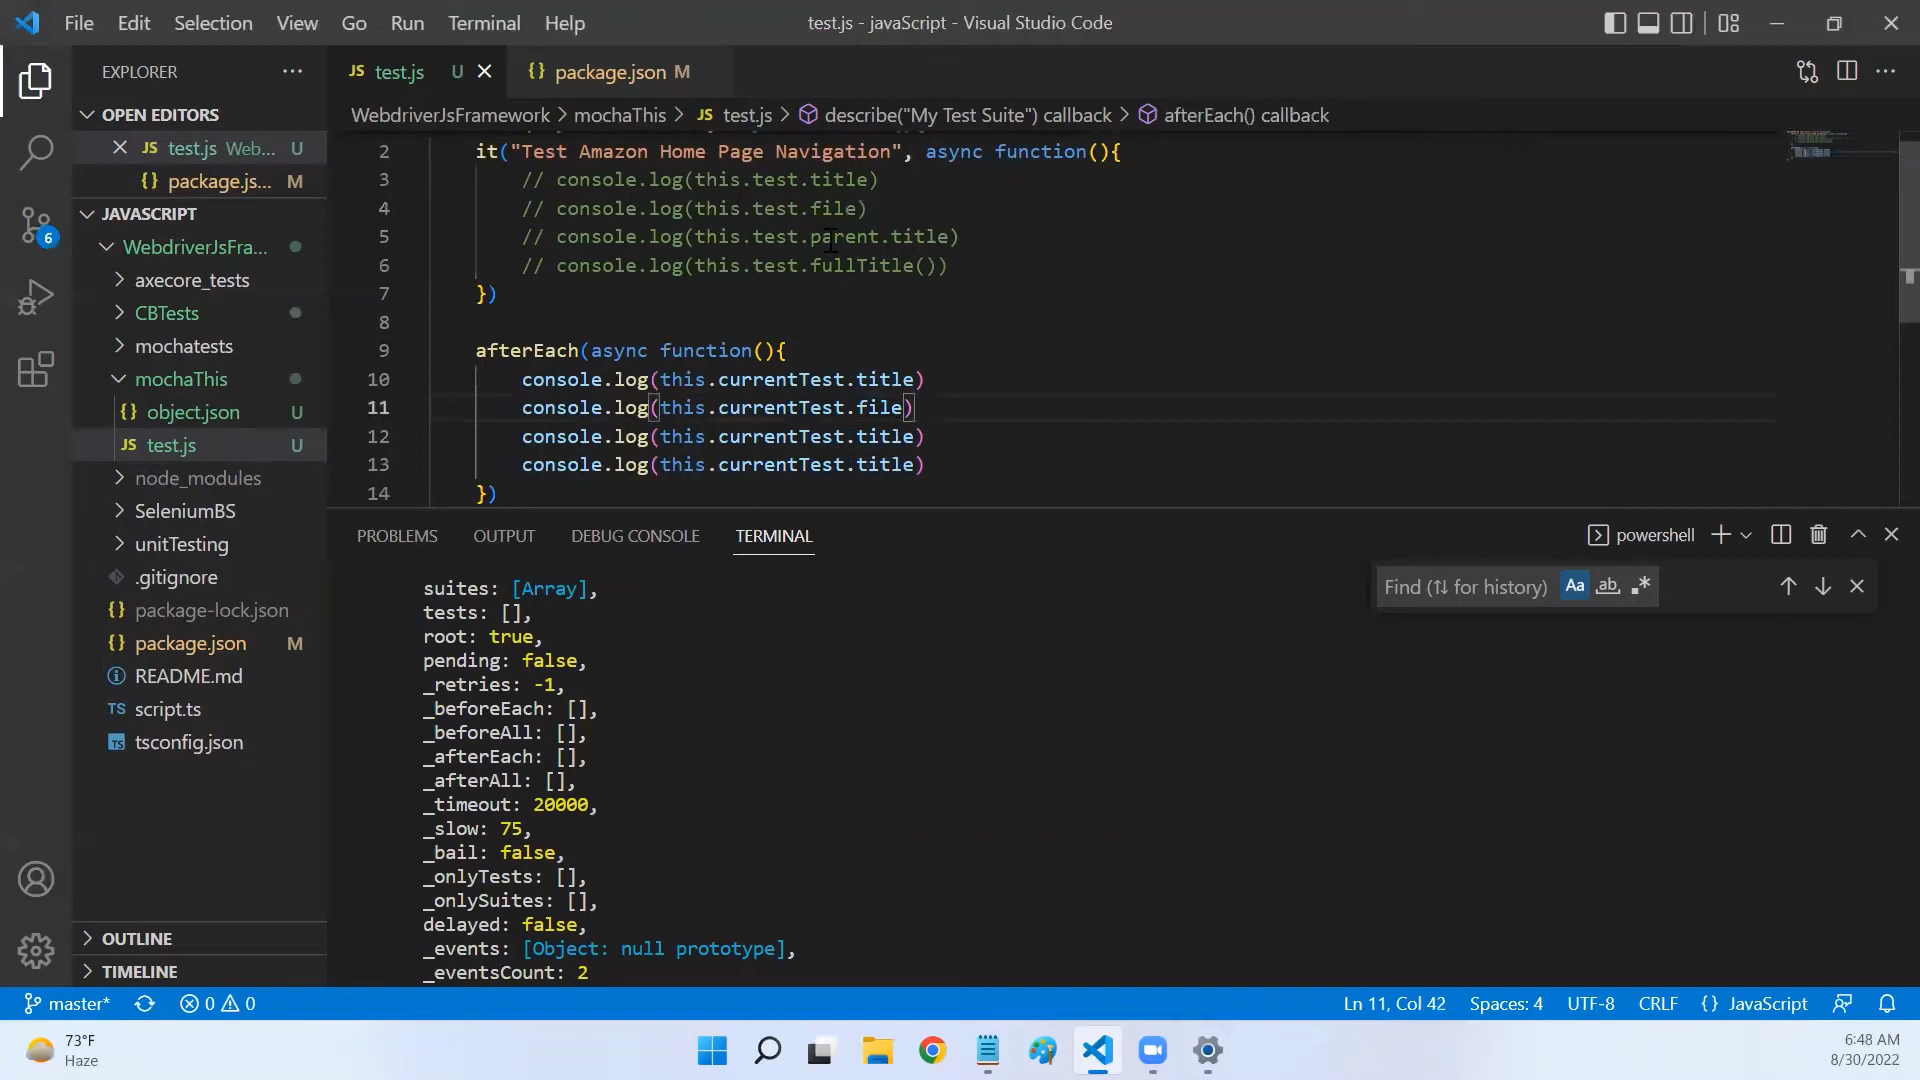 File Edit Selection View Go Run Terminal Help
test.js - javaScript - Visual Studio Code
EXPLORER
OPEN EDITORS
JS test.js Web... U
{} package.js... M
JAVASCRIPT
WebdriverJsFra...
axecore_tests
CBTests
mochatests
mochaThis
{} object.json U
JS test.js U
node_modules
SeleniumBS
unitTesting
.gitignore
{} package-lock.json
{} package.json M
README.md
TS script.ts
TS tsconfig.json
OUTLINE
TIMELINE
6
JS test.js U
{} package.json M
WebdriverJsFramework > mochaThis > JS test.js > describe("My Test Suite") callback > afterEach() callback
2 it("Test Amazon Home Page Navigation", async function(){
3 // console.log(this.test.title)
4 // console.log(this.test.file)
5 // console.log(this.test.parent.title)
6 // console.log(this.test.fullTitle())
7 })
8
9 afterEach(async function(){
10 console.log(this.currentTest.title)
11 console.log(this.currentTest.file)
12 console.log(this.currentTest.title)
13 console.log(this.currentTest.title)
14 })
PROBLEMS OUTPUT DEBUG CONSOLE TERMINAL
powershell
Find (⇅ for history) Aa ab .*
suites: [Array],
tests: [],
root: true,
pending: false,
_retries: -1,
_beforeEach: [],
_beforeAll: [],
_afterEach: [],
_afterAll: [],
_timeout: 20000,
_slow: 75,
_bail: false,
_onlyTests: [],
_onlySuites: [],
delayed: false,
_events: [Object: null prototype],
_eventsCount: 2
master* 0 0
Ln 11, Col 42 Spaces: 4 UTF-8 CRLF {} JavaScript
73°F
Haze
6:48 AM
8/30/2022